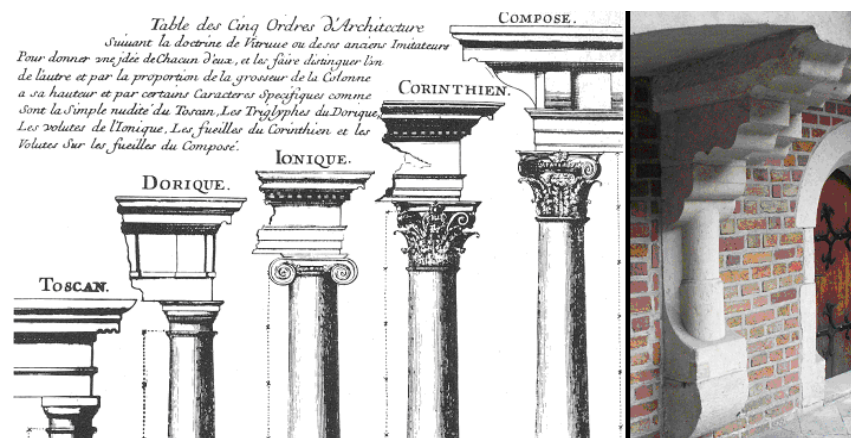 Table des Cinq Ordres d'Architecture
Suivant la doctrine de Vitruue ou de ses anciens Imitateurs
Pour donner vne jdée de Chacun d'eux, et les faire distinguer l'vn
de l'autre et par la proportion de la grosseur de la Colonne
a sa hauteur et par certains Caracteres Specifiques comme
Sont la Simple nudité du Toscan, Les Triglyphes du Dorique,
Les volutes de l'Ionique, Les fueilles du Corinthien et les
Volutes Sur les fueilles du Composé.
COMPOSE.
CORINTHIEN.
IONIQUE.
DORIQUE.
TOSCAN.